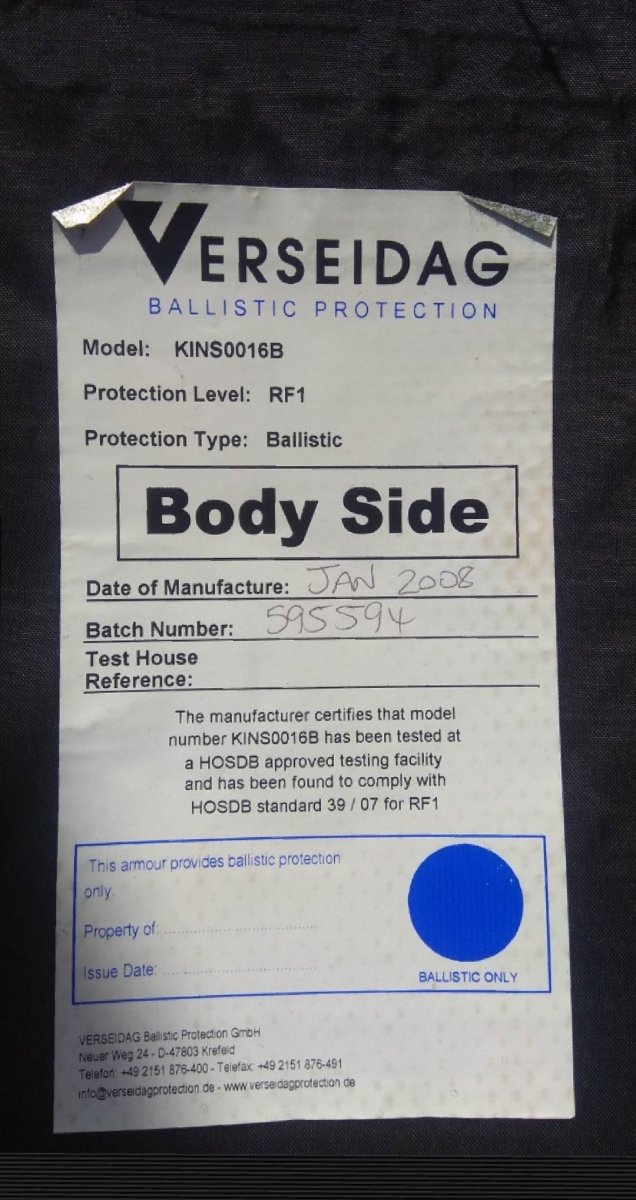 VERSEIDAG
BALLISTIC PROTECTION
Model: KINS0016B
Protection Level: RF1
Protection Type: Ballistic
Body Side
Date of Manufacture: JAN 2008
Batch Number: 595594
Test House
Reference:
The manufacturer certifies that model
number KINS0016B has been tested at
a HOSDB approved testing facility
and has been found to comply with
HOSDB standard 39 / 07 for RF1
This armour provides ballistic protection
only.
Property of:
Issue Date:
BALLISTIC ONLY
VERSEIDAG Ballistic Protection GmbH
Neuer Weg 24 - D-47803 Krefeld
Telefon: +49 2151 876-400 - Telefax: +49 2151 876-491
info@verseidagprotection.de - www.verseidagprotection.de